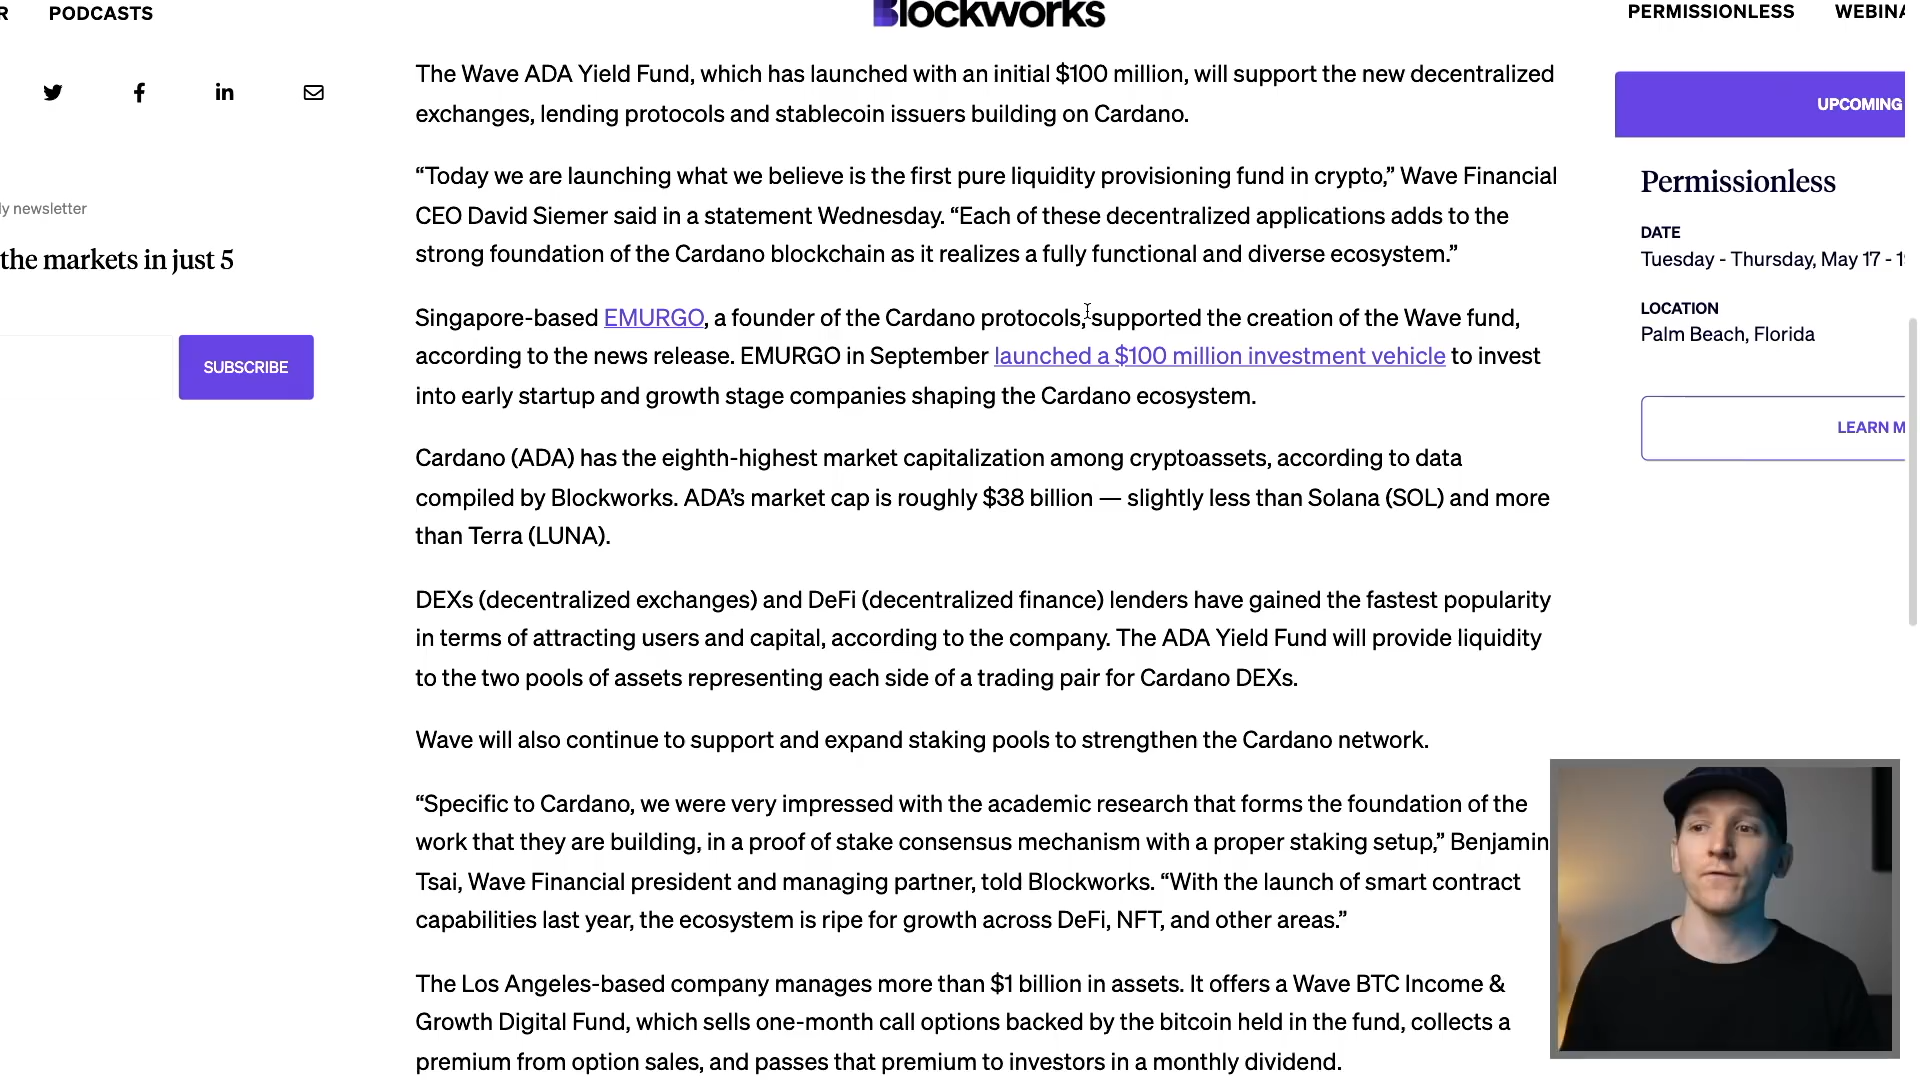 PODCASTS
Blockworks
PERMISSIONLESS
The Wave ADA Yield Fund, which has launched with an initial $100 million, will support the new decentralized
exchanges, lending protocols and stablecoin issuers building on Cardano.
UPCOMING
“Today we are launching what we believe is the first pure liquidity provisioning fund in crypto,” Wave Financial
CEO David Siemer said in a statement Wednesday. “Each of these decentralized applications adds to the
strong foundation of the Cardano blockchain as it realizes a fully functional and diverse ecosystem.”
newsletter
the markets in just 5
SUBSCRIBE
Permissionless
DATE
Tuesday - Thursday, May 17 - 1
LOCATION
Palm Beach, Florida
LEARN M
Singapore-based EMURGO, a founder of the Cardano protocols, supported the creation of the Wave fund,
according to the news release. EMURGO in September launched a $100 million investment vehicle to invest
into early startup and growth stage companies shaping the Cardano ecosystem.
Cardano (ADA) has the eighth-highest market capitalization among cryptoassets, according to data
compiled by Blockworks. ADA’s market cap is roughly $38 billion — slightly less than Solana (SOL) and more
than Terra (LUNA).
DEXs (decentralized exchanges) and DeFi (decentralized finance) lenders have gained the fastest popularity
in terms of attracting users and capital, according to the company. The ADA Yield Fund will provide liquidity
to the two pools of assets representing each side of a trading pair for Cardano DEXs.
Wave will also continue to support and expand staking pools to strengthen the Cardano network.
“Specific to Cardano, we were very impressed with the academic research that forms the foundation of the
work that they are building, in a proof of stake consensus mechanism with a proper staking setup,” Benjamin
Tsai, Wave Financial president and managing partner, told Blockworks. “With the launch of smart contract
capabilities last year, the ecosystem is ripe for growth across DeFi, NFT, and other areas.”
The Los Angeles-based company manages more than $1 billion in assets. It offers a Wave BTC Income &
Growth Digital Fund, which sells one-month call options backed by the bitcoin held in the fund, collects a
premium from option sales, and passes that premium to investors in a monthly dividend.